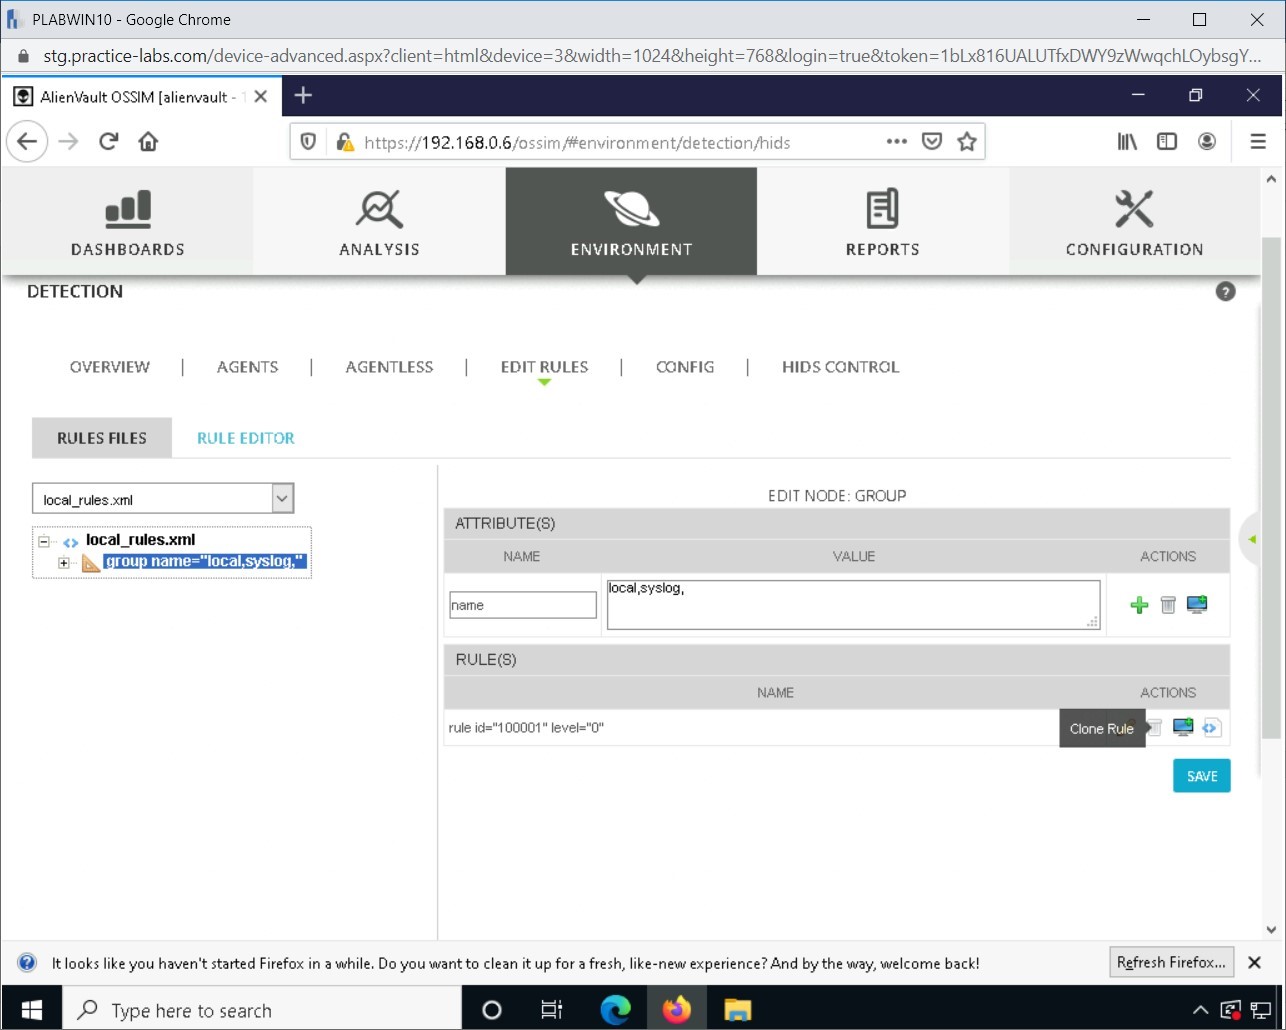 PLABWIN10 - Google Chrome
stg.practice-labs.com/device-advanced.aspx?client=html&device=3&width=1024&height=768&login=true&token=1bLx816UALUTfxDWY9zWwqchLOybsgY...
AlienVault OSSIM [alienvault - 1
https://192.168.0.6/ossim/#environment/detection/hids
DASHBOARDS
ANALYSIS
ENVIRONMENT
REPORTS
CONFIGURATION
DETECTION
OVERVIEW | AGENTS | AGENTLESS | EDIT RULES | CONFIG | HIDS CONTROL
RULES FILES
RULE EDITOR
local_rules.xml
local_rules.xml
group name="local,syslog,"
EDIT NODE: GROUP
ATTRIBUTE(S)
NAME VALUE ACTIONS
name local,syslog,
RULE(S)
NAME ACTIONS
rule id="100001" level="0"
Clone Rule
SAVE
It looks like you haven't started Firefox in a while. Do you want to clean it up for a fresh, like-new experience? And by the way, welcome back!
Refresh Firefox...
Type here to search